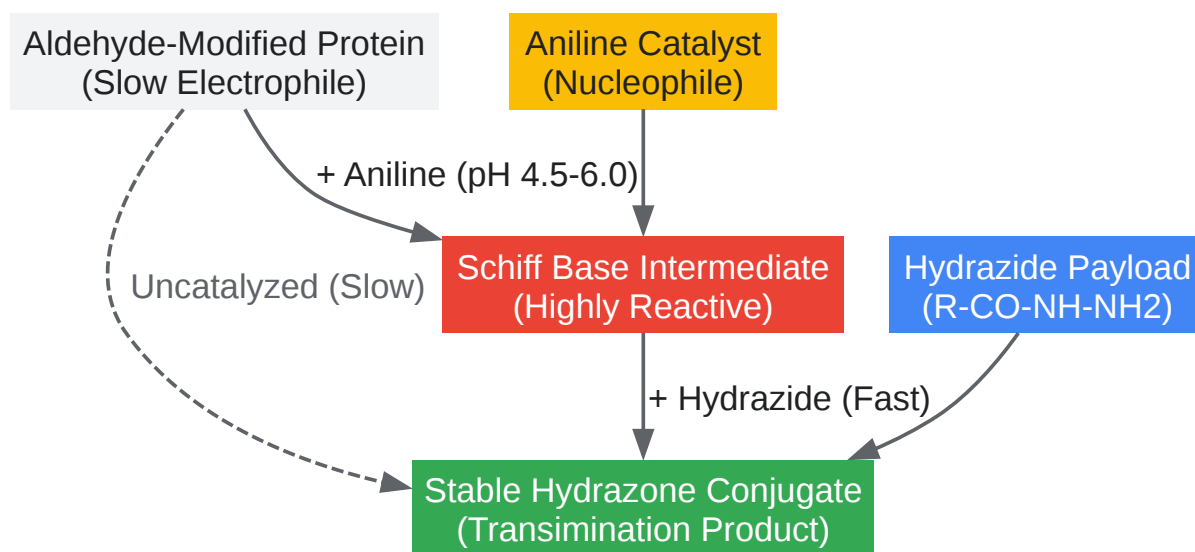 Aldehyde-Modified Protein
(Slow Electrophile)
Aniline Catalyst
(Nucleophile)
+ Aniline (pH 4.5-6.0)
Uncatalyzed (Slow)
Schiff Base Intermediate
(Highly Reactive)
Hydrazide Payload
(R-CO-NH-NH2)
+ Hydrazide (Fast)
Stable Hydrazone Conjugate
(Transimination Product)